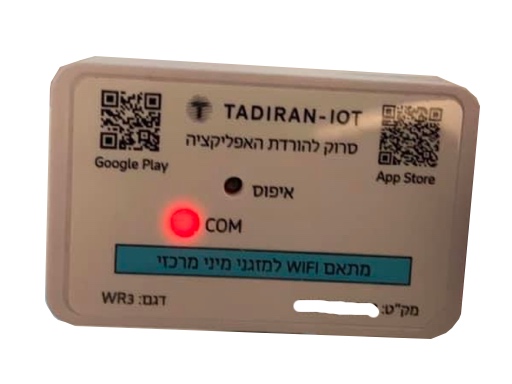 TADIRAN-IOT
סרוק להורדת האפליקציה
Google Play
App Store
איפוס
COM
מתאם WIFI למזגני מיני מרכזי
דגם: WR3
מק"ט: